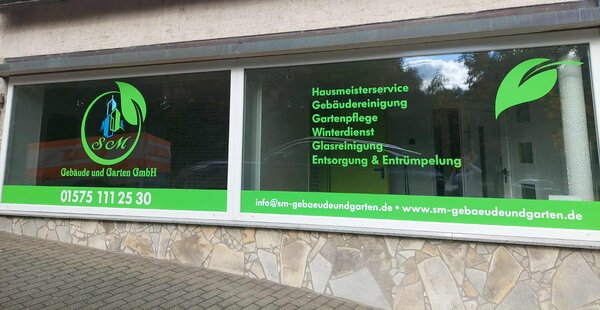 SM
Gebäude und Garten GmbH
01575 111 25 30
Hausmeisterservice
Gebäudereinigung
Gartenpflege
Winterdienst
Glasreinigung
Entsorgung & Entrümpelung
info@sm-gebaeudeundgarten.de • www.sm-gebaeudeundgarten.de